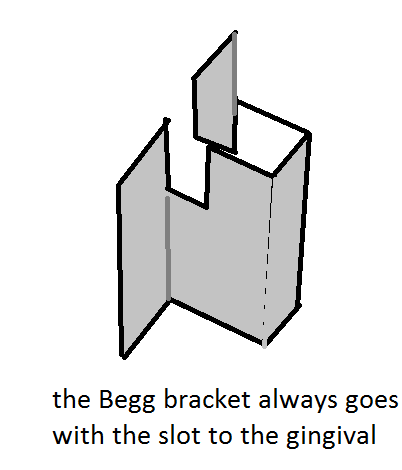 the Begg bracket always goes
with the slot to the gingival